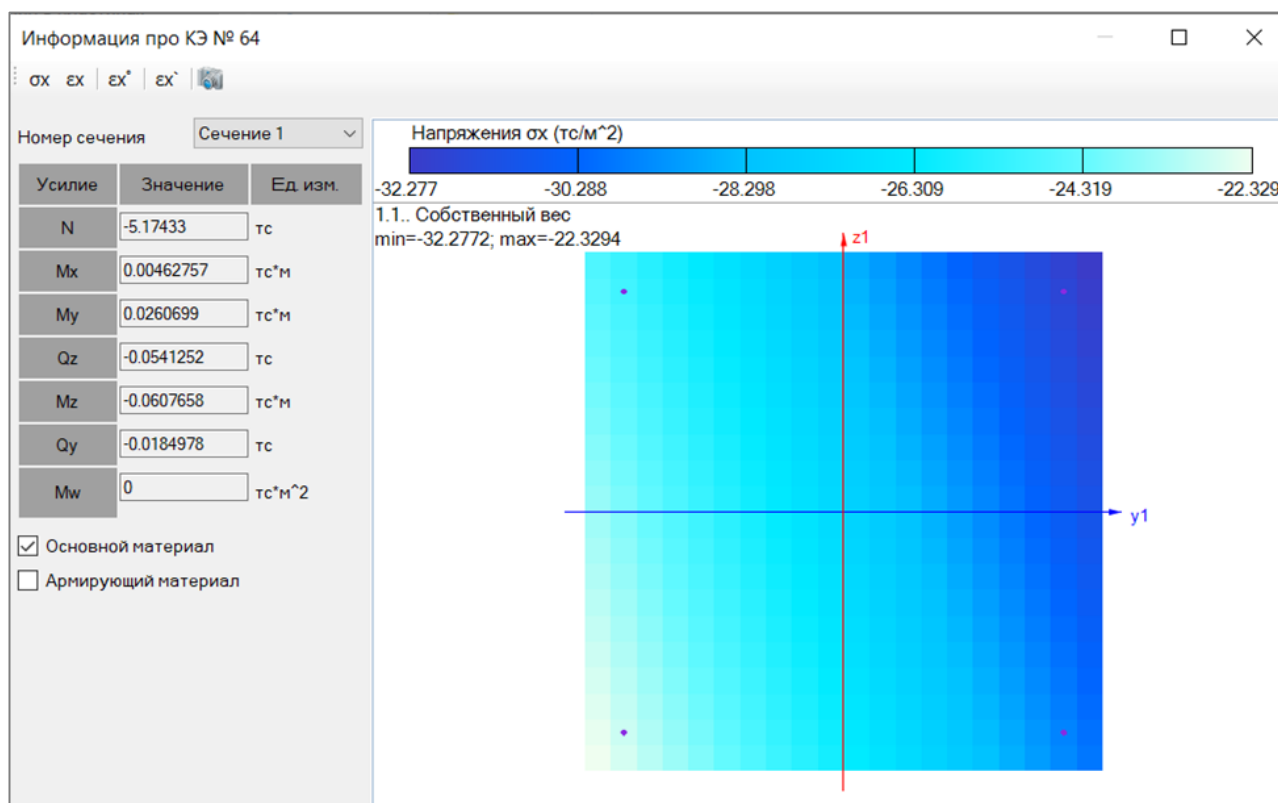 Информация про КЭ № 64
σx εx εx˚ εx`
Номер сечения Сечение 1
Усилие Значение Ед. изм.
N -5.17433 тс
Mx 0.00462757 тс*м
My 0.0260699 тс*м
Qz -0.0541252 тс
Mz -0.0607658 тс*м
Qy -0.0184978 тс
Mw 0 тс*м^2
Основной материал
Армирующий материал
Напряжения σx (тс/м^2)
-32.277 -30.288 -28.298 -26.309 -24.319 -22.329
1.1.. Собственный вес
min=-32.2772; max=-22.3294
z1
y1